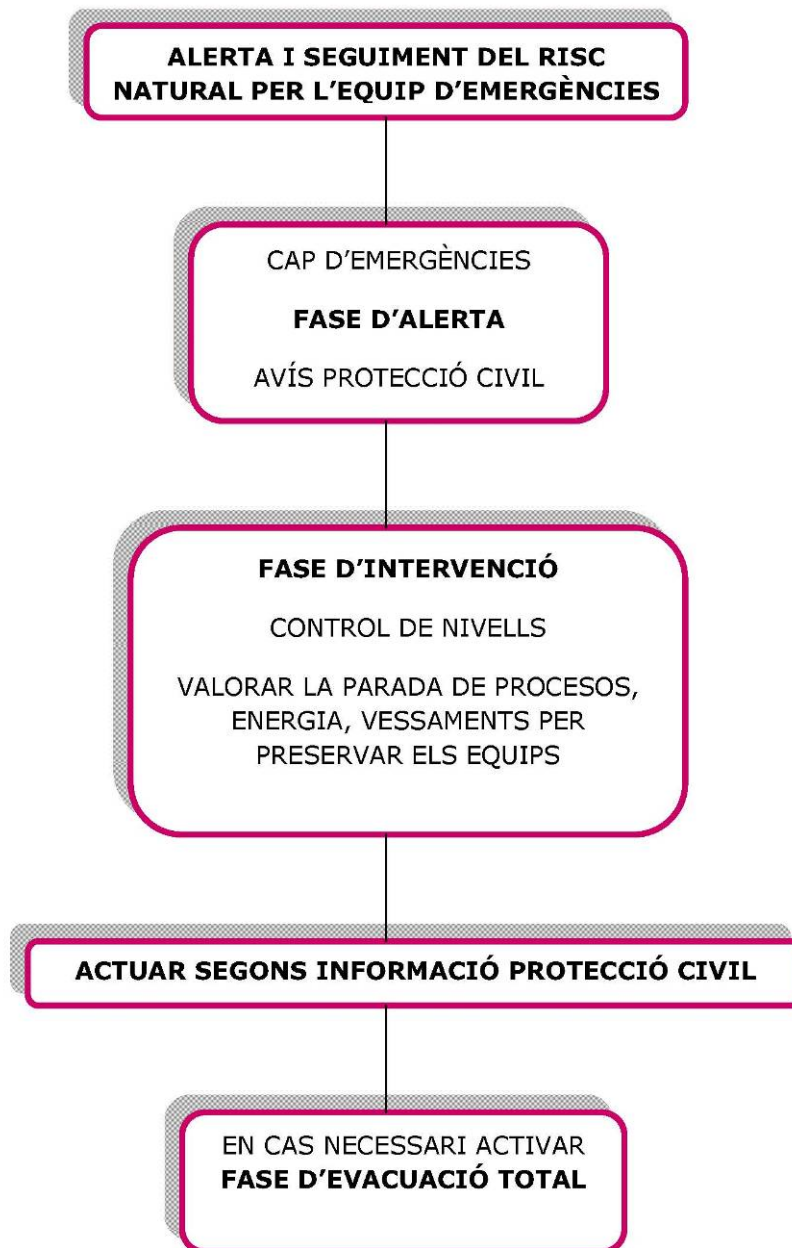 ALERTA I SEGUIMENT DEL RISC
NATURAL PER L’EQUIP D’EMERGÈNCIES
CAP D’EMERGÈNCIES
FASE D’ALERTA
AVÍS PROTECCIÓ CIVIL
FASE D’INTERVENCIÓ
CONTROL DE NIVELLS
VALORAR LA PARADA DE PROCESOS,
ENERGIA, VESSAMENTS PER
PRESERVAR ELS EQUIPS
ACTUAR SEGONS INFORMACIÓ PROTECCIÓ CIVIL
EN CAS NECESSARI ACTIVAR
FASE D’EVACUACIÓ TOTAL